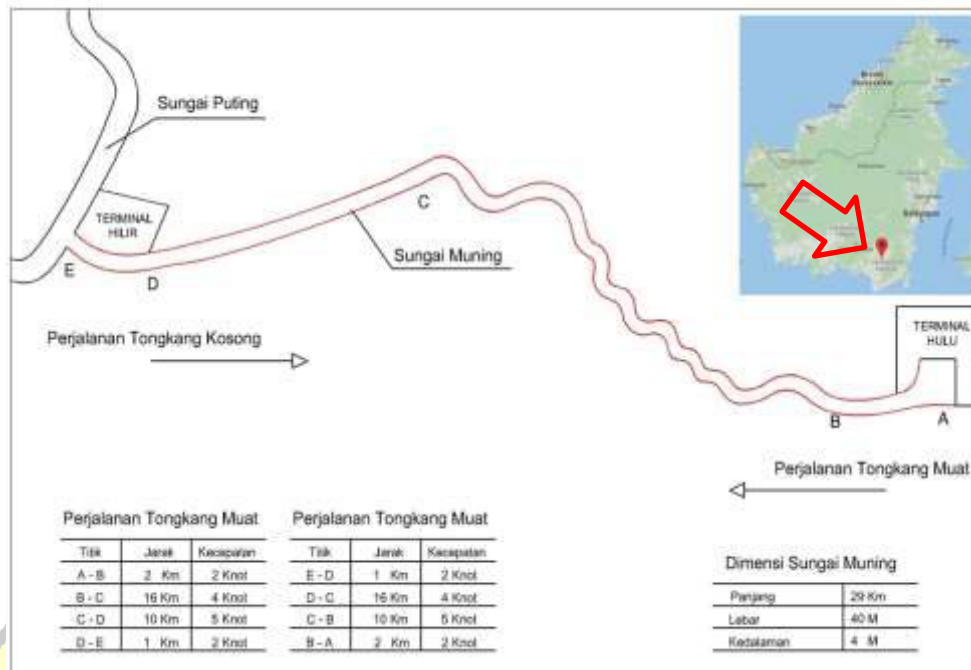 Sungai Puting
TERMINAL
HILIR
C
Sungai Muning
E
D
Perjalanan Tongkang Kosong
TERMINAL
HULU
B
A
Perjalanan Tongkang Muat
Perjalanan Tongkang Muat
Titik Jarak Kecepatan
A - B 2 Km 2 Knot
B - C 16 Km 4 Knot
C - D 10 Km 5 Knot
D - E 1 Km 2 Knot
Perjalanan Tongkang Muat
Titik Jarak Kecepatan
E - D 1 Km 2 Knot
D - C 16 Km 4 Knot
C - B 10 Km 5 Knot
B - A 2 Km 2 Knot
Dimensi Sungai Muning
Panjang 29 Km
Lebar 40 M
Kedalaman 4 M